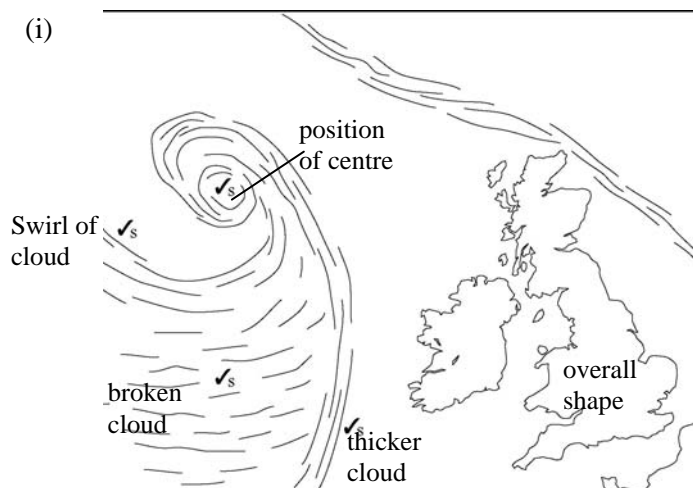 (i)
position
of centre
✓s
✓s
Swirl of
cloud
✓s
broken
cloud
overall
shape
✓s
thicker
cloud